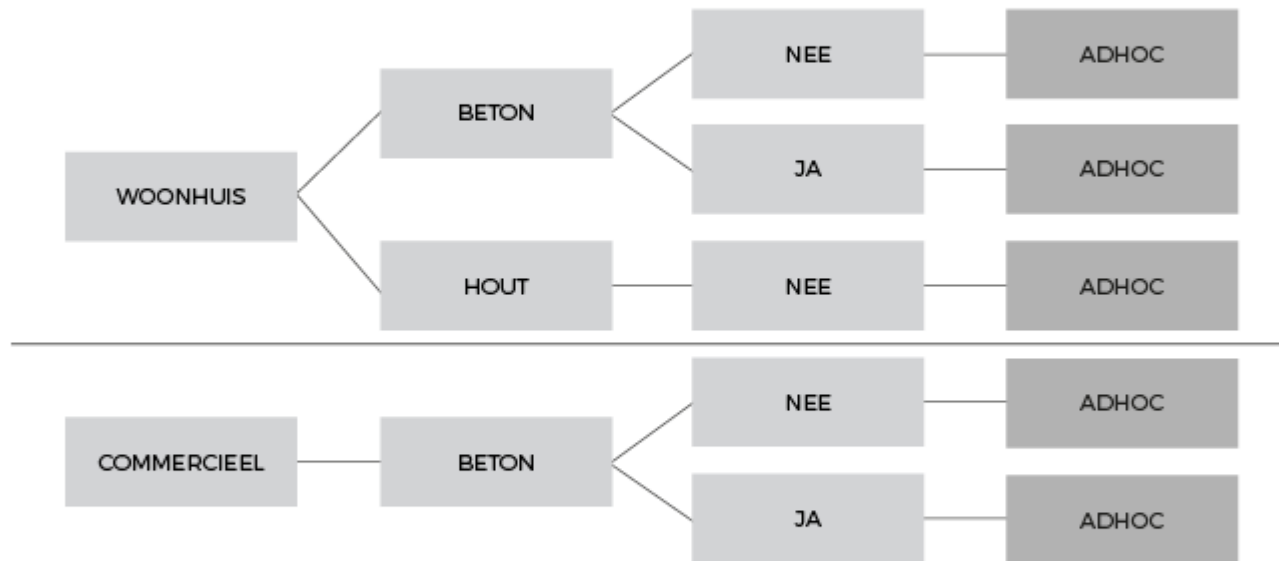 NEE
ADHOC
BETON
JA
ADHOC
WOONHUIS
HOUT
NEE
ADHOC
NEE
ADHOC
COMMERCIEEL
BETON
JA
ADHOC